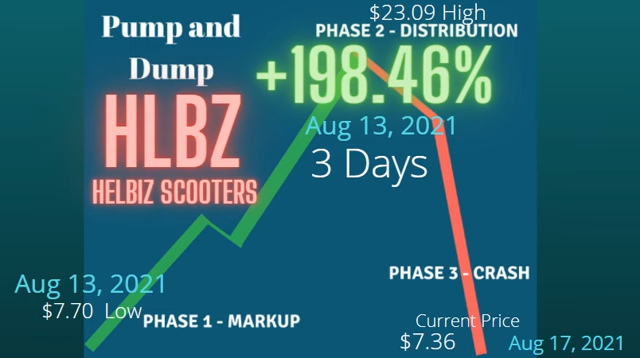 $23.09 High
Pump and
Dump
PHASE 2 - DISTRIBUTION
+198.46%
HLBZ
HELBIZ SCOOTERS
Aug 13, 2021
3 Days
Aug 13, 2021
$7.70 Low
PHASE 1 - MARKUP
PHASE 3 - CRASH
Current Price
$7.36
Aug 17, 2021